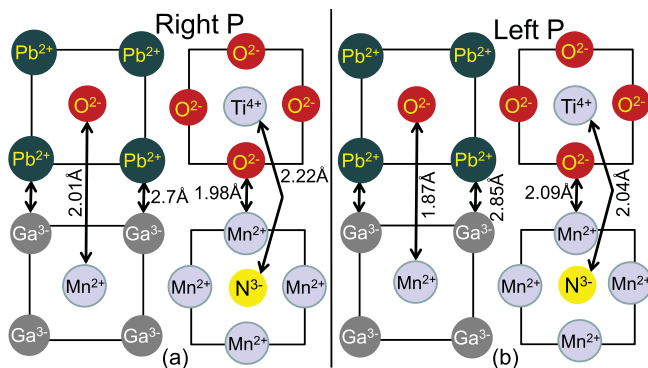 Right P
Pb²⁺ Pb²⁺ O²⁻
O²⁻ O²⁻ Ti⁴⁺ O²⁻
Pb²⁺ Pb²⁺ O²⁻
2.01Å 2.7Å 1.98Å 2.22Å
Ga³⁻ Ga³⁻ Mn²⁺
Mn²⁺ Mn²⁺ N³⁻ Mn²⁺
Ga³⁻ Ga³⁻ Mn²⁺
(a)
Left P
Pb²⁺ Pb²⁺ O²⁻
O²⁻ O²⁻ Ti⁴⁺ O²⁻
Pb²⁺ Pb²⁺ O²⁻
1.87Å 2.85Å 2.09Å 2.04Å
Ga³⁻ Ga³⁻ Mn²⁺
Mn²⁺ Mn²⁺ N³⁻ Mn²⁺
Ga³⁻ Ga³⁻ Mn²⁺
(b)